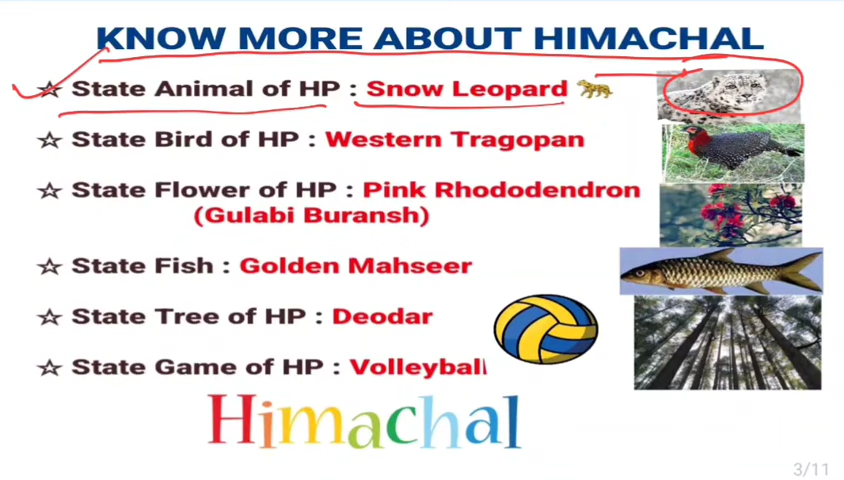 KNOW MORE ABOUT HIMACHAL
☆ State Animal of HP : Snow Leopard 🐆
☆ State Bird of HP : Western Tragopan
☆ State Flower of HP : Pink Rhododendron
(Gulabi Buransh)
☆ State Fish : Golden Mahseer
☆ State Tree of HP : Deodar
☆ State Game of HP : Volleyball
Himachal
3/11